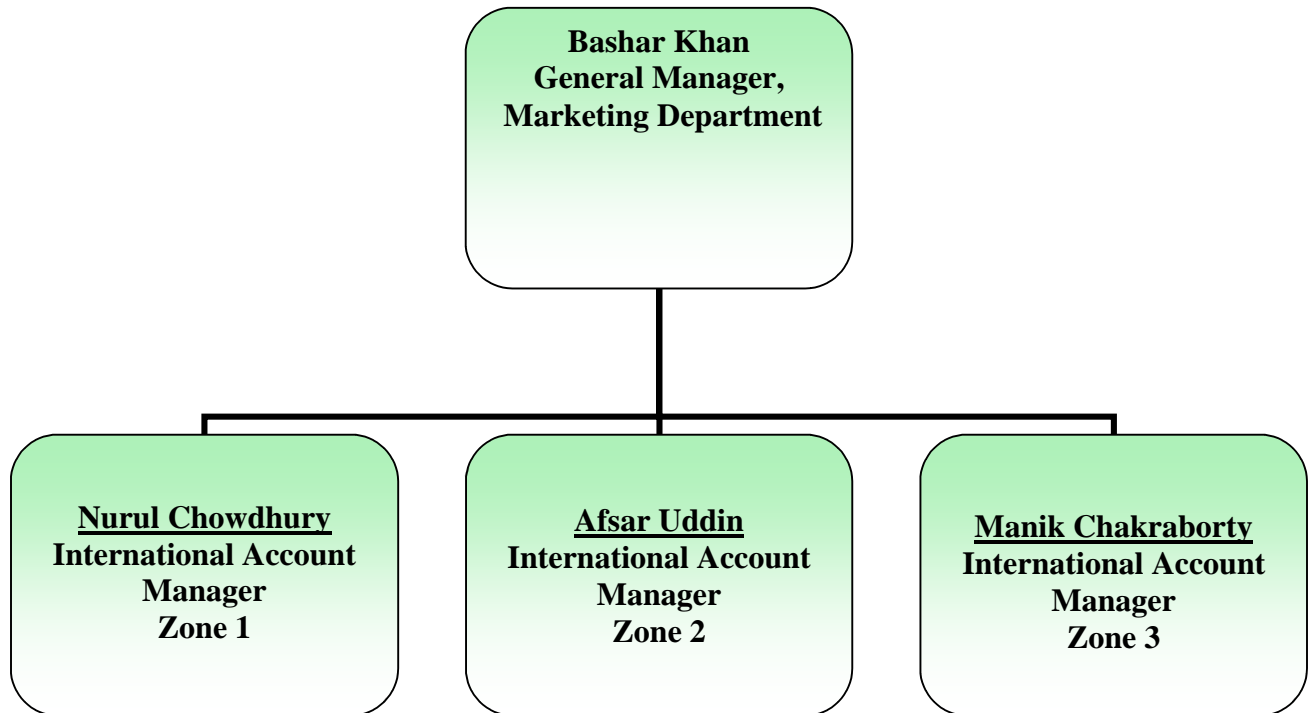 Bashar Khan
General Manager,
Marketing Department
Nurul Chowdhury
International Account
Manager
Zone 1
Afsar Uddin
International Account
Manager
Zone 2
Manik Chakraborty
International Account
Manager
Zone 3